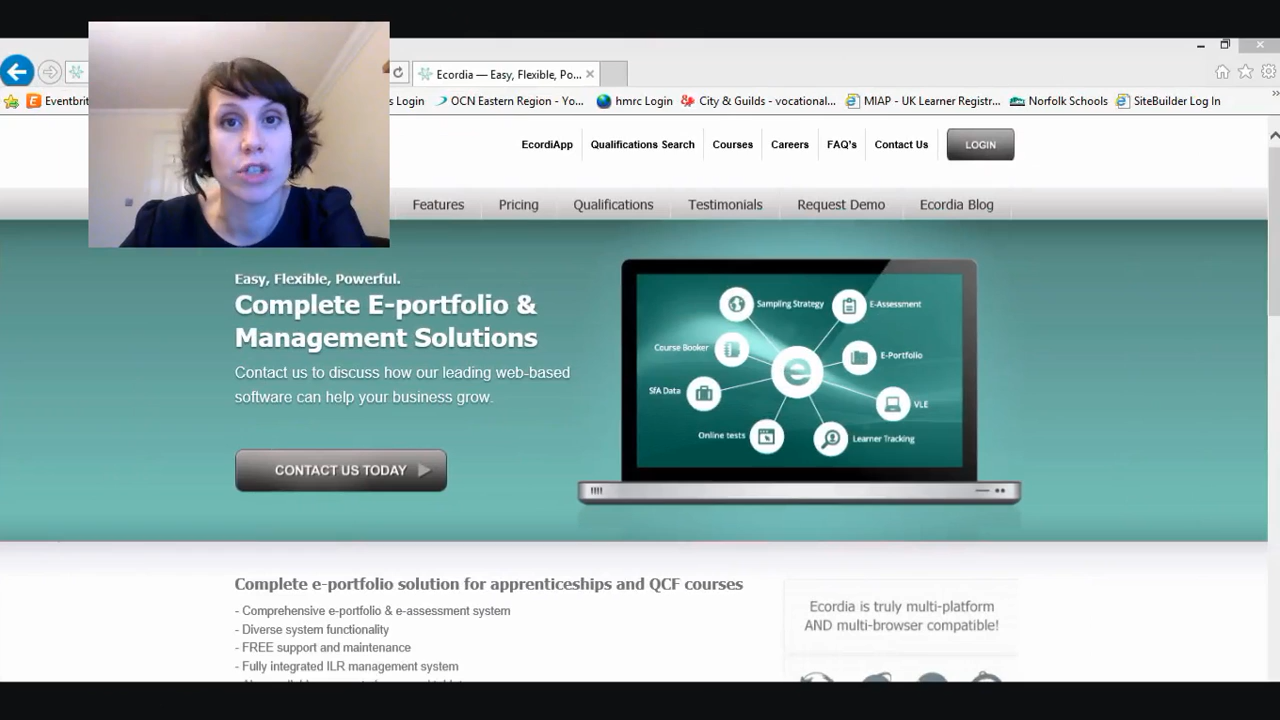 Ecordia — Easy, Flexible, Po...
Eventbri
s Login
OCN Eastern Region - Yo...
hmrc Login
City & Guilds - vocational...
MIAP - UK Learner Registr...
Norfolk Schools
SiteBuilder Log In
EcordiApp
Qualifications Search
Courses
Careers
FAQ's
Contact Us
LOGIN
Features
Pricing
Qualifications
Testimonials
Request Demo
Ecordia Blog
Easy, Flexible, Powerful.
Complete E-portfolio &
Management Solutions
Contact us to discuss how our leading web-based
software can help your business grow.
CONTACT US TODAY
Sampling Strategy
E-Assessment
Course Booker
E-Portfolio
SfA Data
VLE
Online tests
Learner Tracking
Complete e-portfolio solution for apprenticeships and QCF courses
- Comprehensive e-portfolio & e-assessment system
- Diverse system functionality
- FREE support and maintenance
- Fully integrated ILR management system
Ecordia is truly multi-platform
AND multi-browser compatible!